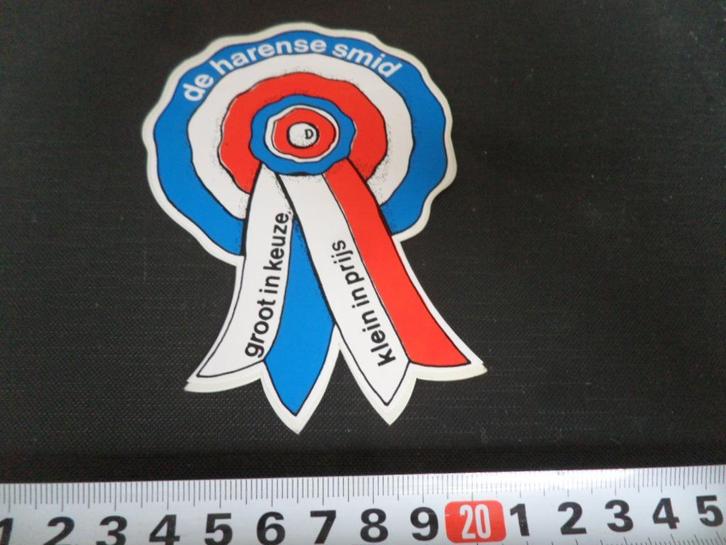 de harense smid
D
groot in keuze,
klein in prijs
1 2 3 4 5 6 7 8 9 20 1 2 3 4 5